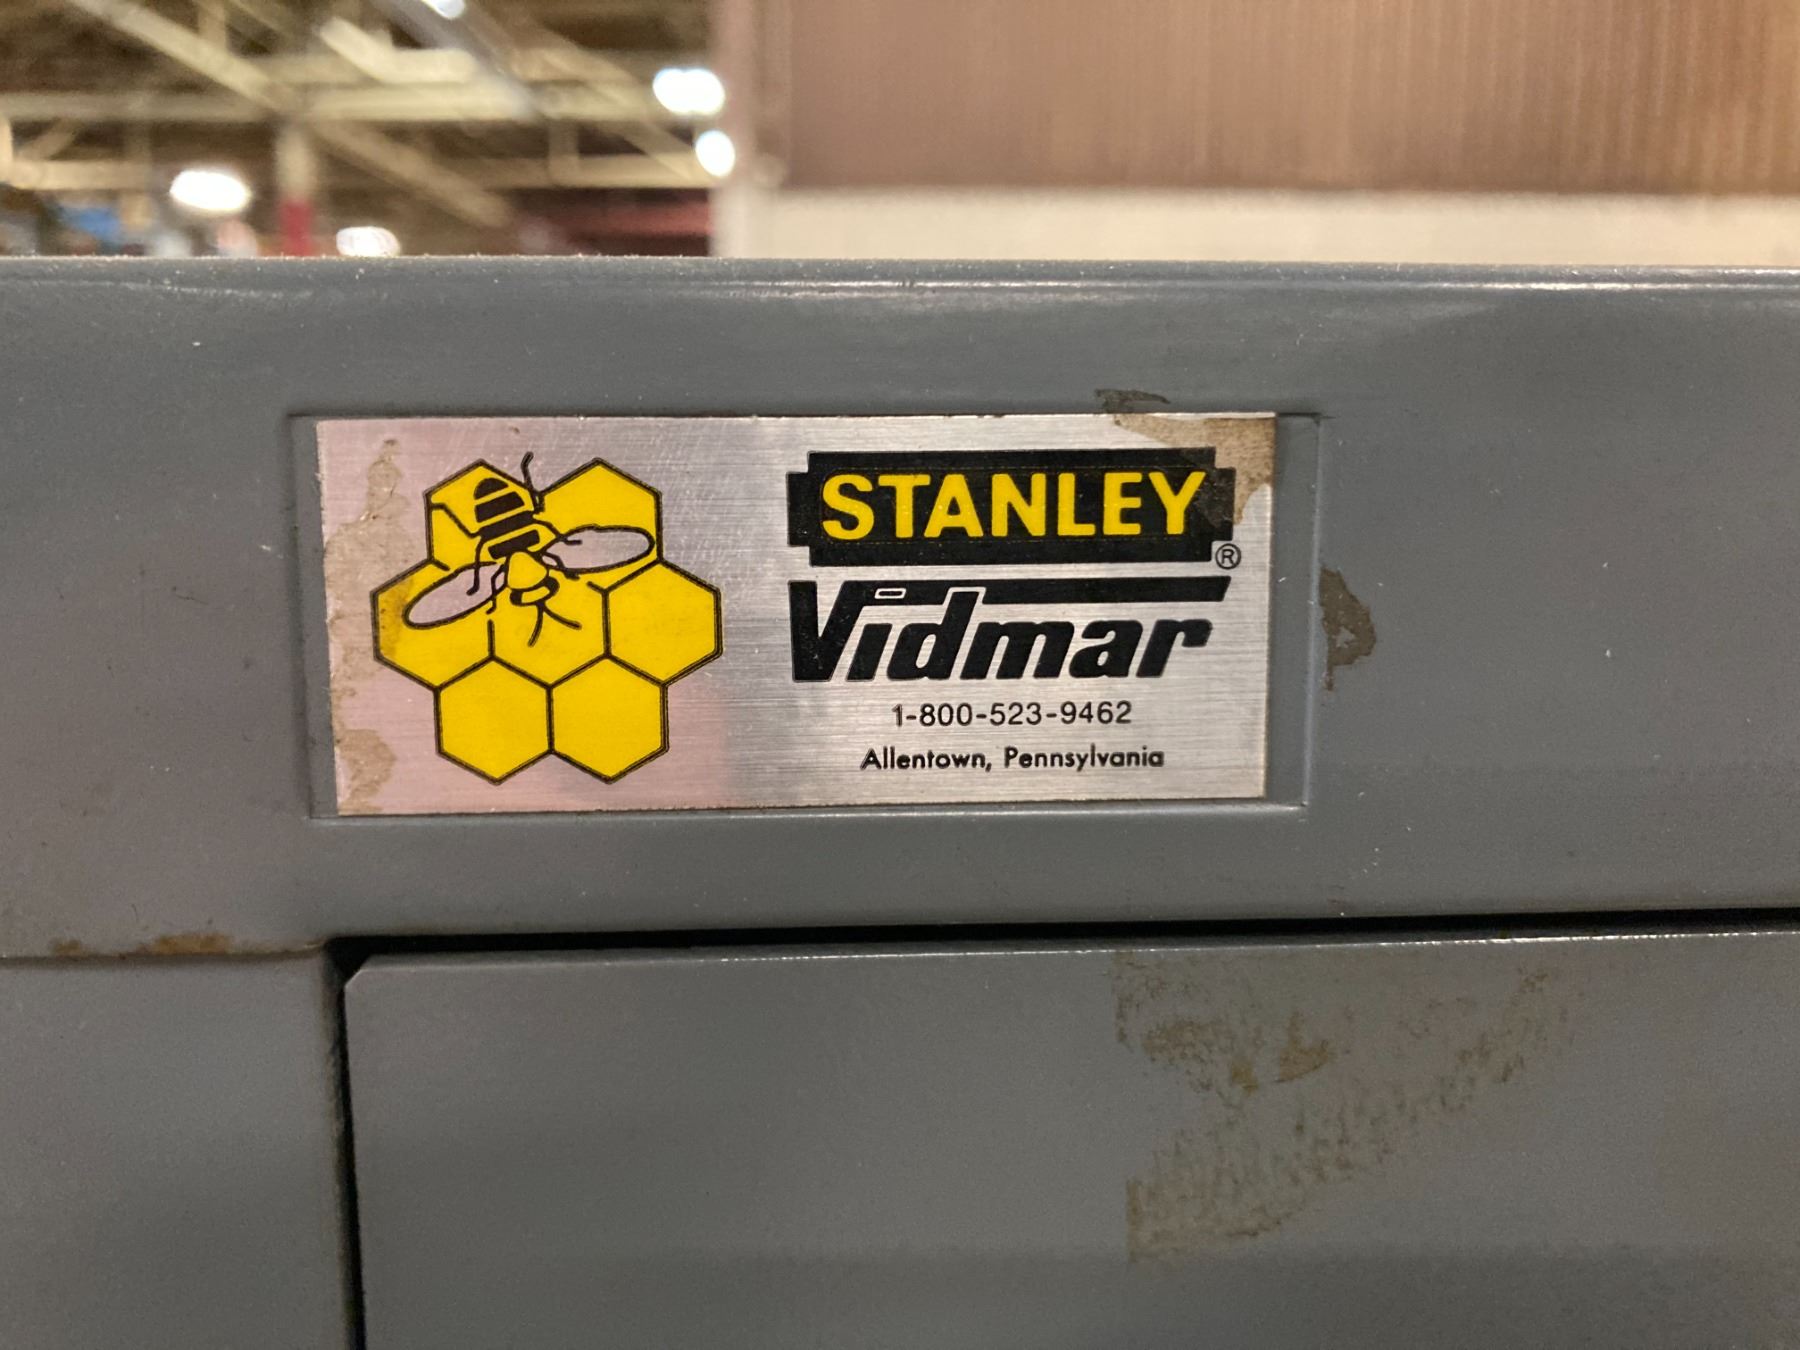 STANLEY
®
Vidmar
1-800-523-9462
Allentown, Pennsylvania